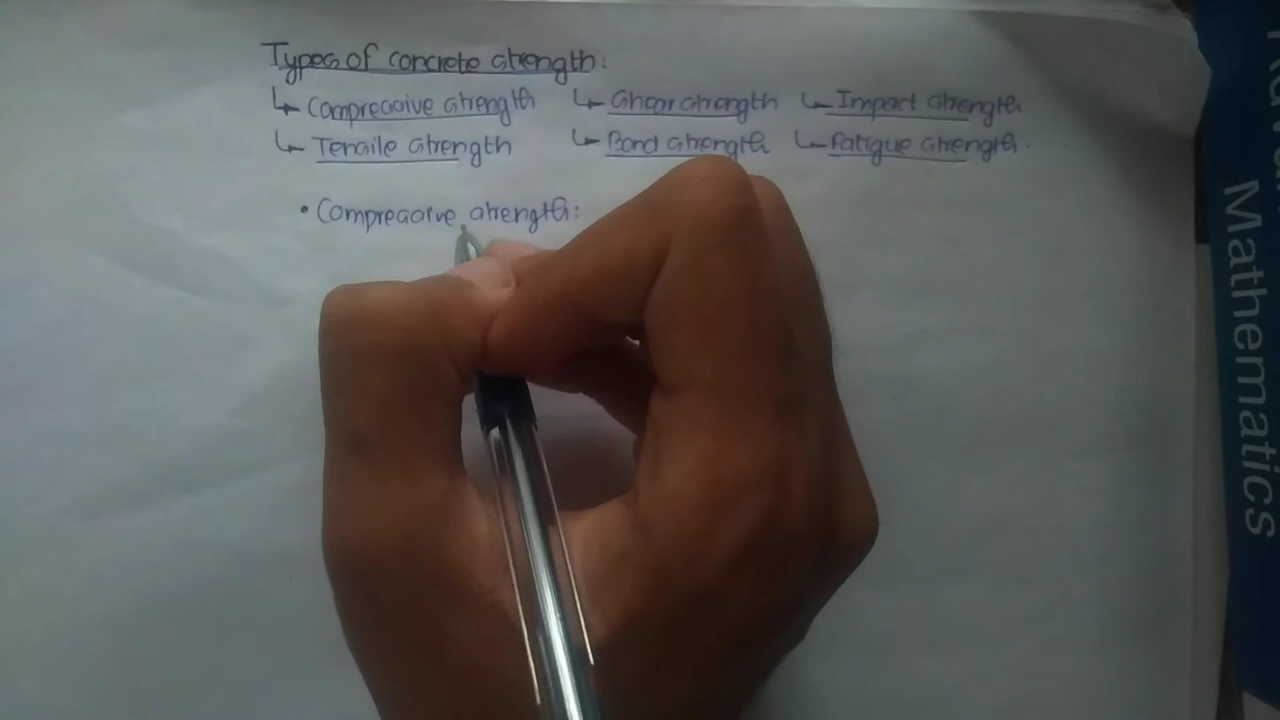 Types of concrete strength:
↳ Compressive strength ↳ Shear strength ↳ Impact strength
↳ Tensile strength ↳ Bond strength ↳ Fatigue strength.
• Compressive strength:
Mathematics